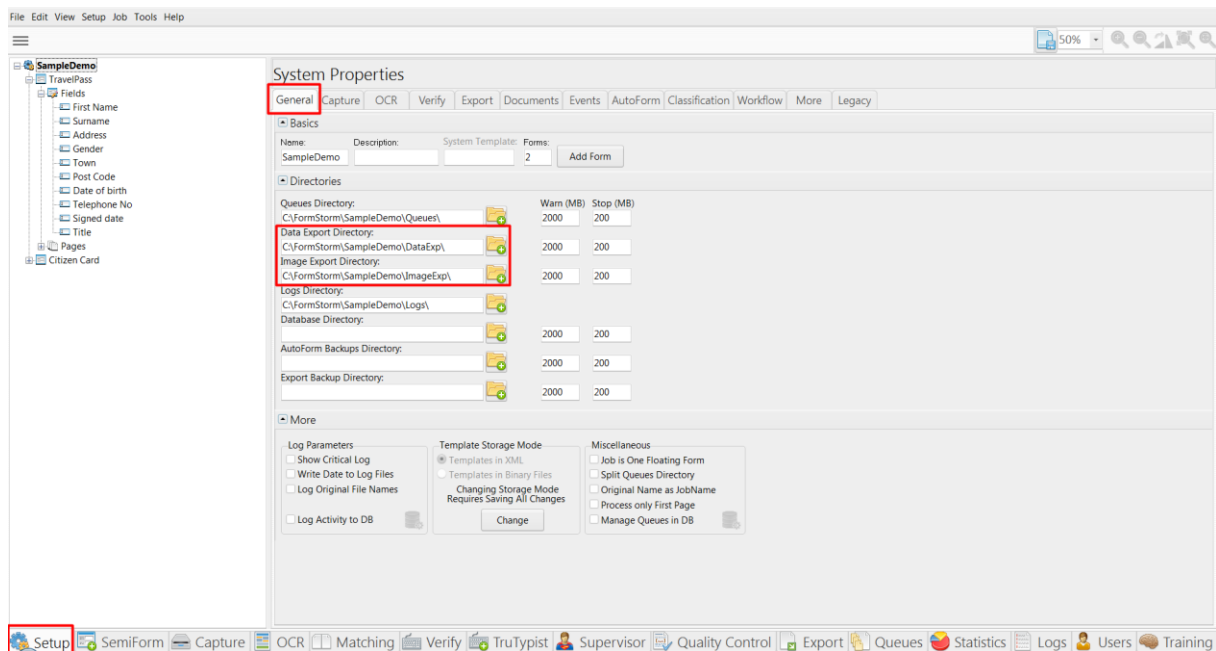 File Edit View Setup Job Tools Help
50%
SampleDemo
TravelPass
Fields
First Name
Surname
Address
Gender
Town
Post Code
Date of birth
Telephone No
Signed date
Title
Pages
Citizen Card
System Properties
General Capture OCR Verify Export Documents Events AutoForm Classification Workflow More Legacy
Basics
Name: Description: System Template: Forms:
SampleDemo 2 Add Form
Directories
Queues Directory: Warn (MB) Stop (MB)
C:\FormStorm\SampleDemo\Queues\ 2000 200
Data Export Directory:
C:\FormStorm\SampleDemo\DataExp\ 2000 200
Image Export Directory:
C:\FormStorm\SampleDemo\ImageExp\ 2000 200
Logs Directory:
C:\FormStorm\SampleDemo\Logs\
Database Directory:
2000 200
AutoForm Backups Directory:
2000 200
Export Backup Directory:
2000 200
More
Log Parameters Template Storage Mode Miscellaneous
Show Critical Log Templates in XML Job is One Floating Form
Write Date to Log Files Templates in Binary Files Split Queues Directory
Log Original File Names Changing Storage Mode Original Name as JobName
Requires Saving All Changes Process only First Page
Log Activity to DB Change Manage Queues in DB
Setup SemiForm Capture OCR Matching Verify TruTypist Supervisor Quality Control Export Queues Statistics Logs Users Training